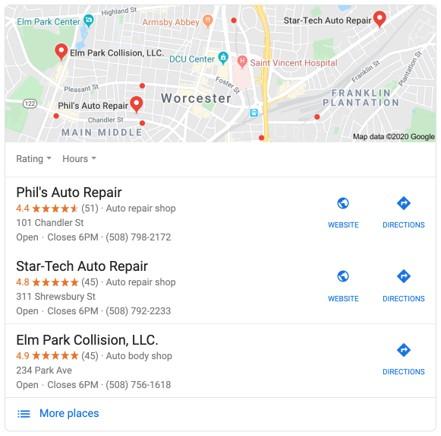 Highland St
Elm Park Center
Armsby Abbey
Star-Tech Auto Repair
Elm Park Collision, LLC.
DCU Center
Saint Vincent Hospital
Pleasant St
Foster St
Franklin St
Plantation St
122
Phil's Auto Repair
Worcester
FRANKLIN
PLANTATION
Chandler St
MAIN MIDDLE
Map data ©2020 Google
Rating Hours
Phil's Auto Repair
4.4 (51) · Auto repair shop
101 Chandler St
WEBSITE DIRECTIONS
Open · Closes 6PM · (508) 798-2172
Star-Tech Auto Repair
4.8 (45) · Auto repair shop
311 Shrewsbury St
WEBSITE DIRECTIONS
Open · Closes 6PM · (508) 792-2233
Elm Park Collision, LLC.
4.9 (45) · Auto body shop
234 Park Ave
DIRECTIONS
Open · Closes 6PM · (508) 756-1618
More places